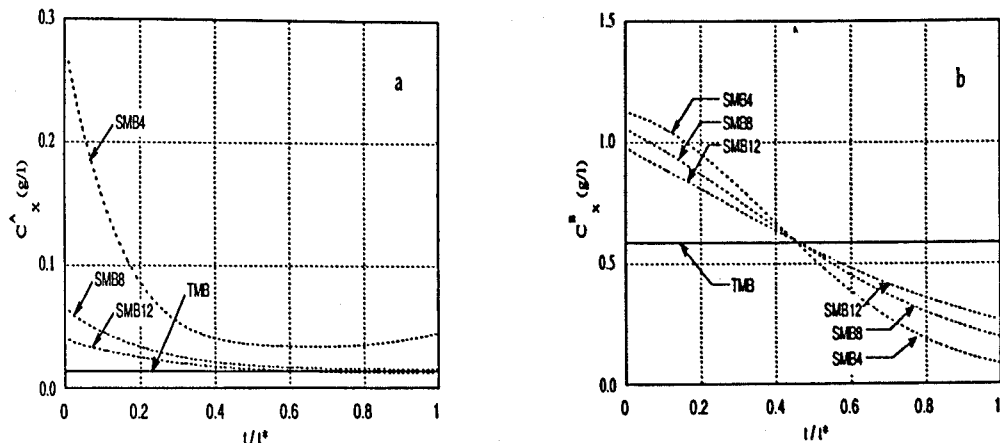 0.3
0.2
0.1
0.0
C^A_x (g/l)
a
SMB4
SMB8
SMB12
TMB
0 0.2 0.4 0.6 0.8 1
t/t*
1.5
1.0
0.5
0.0
C^B_x (g/l)
b
SMB4
SMB8
SMB12
TMB
SMB12
SMB8
SMB4
0 0.2 0.4 0.6 0.8 1
t/t*